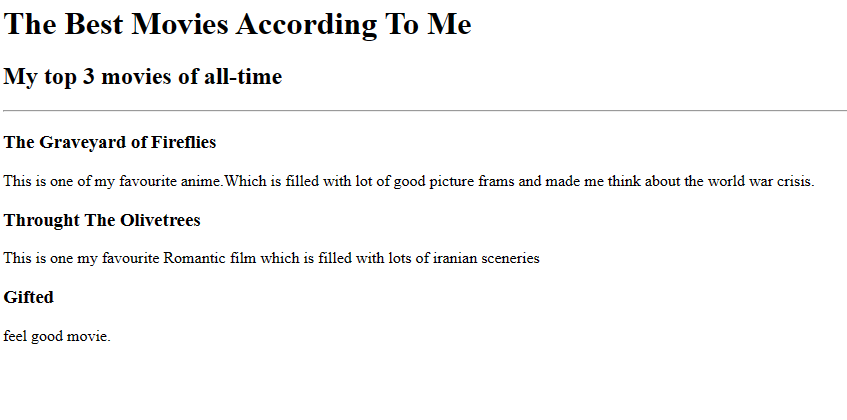 The Best Movies According To Me
My top 3 movies of all-time
The Graveyard of Fireflies
This is one of my favourite anime.Which is filled with lot of good picture frams and made me think about the world war crisis.
Throught The Olivetrees
This is one my favourite Romantic film which is filled with lots of iranian sceneries
Gifted
feel good movie.